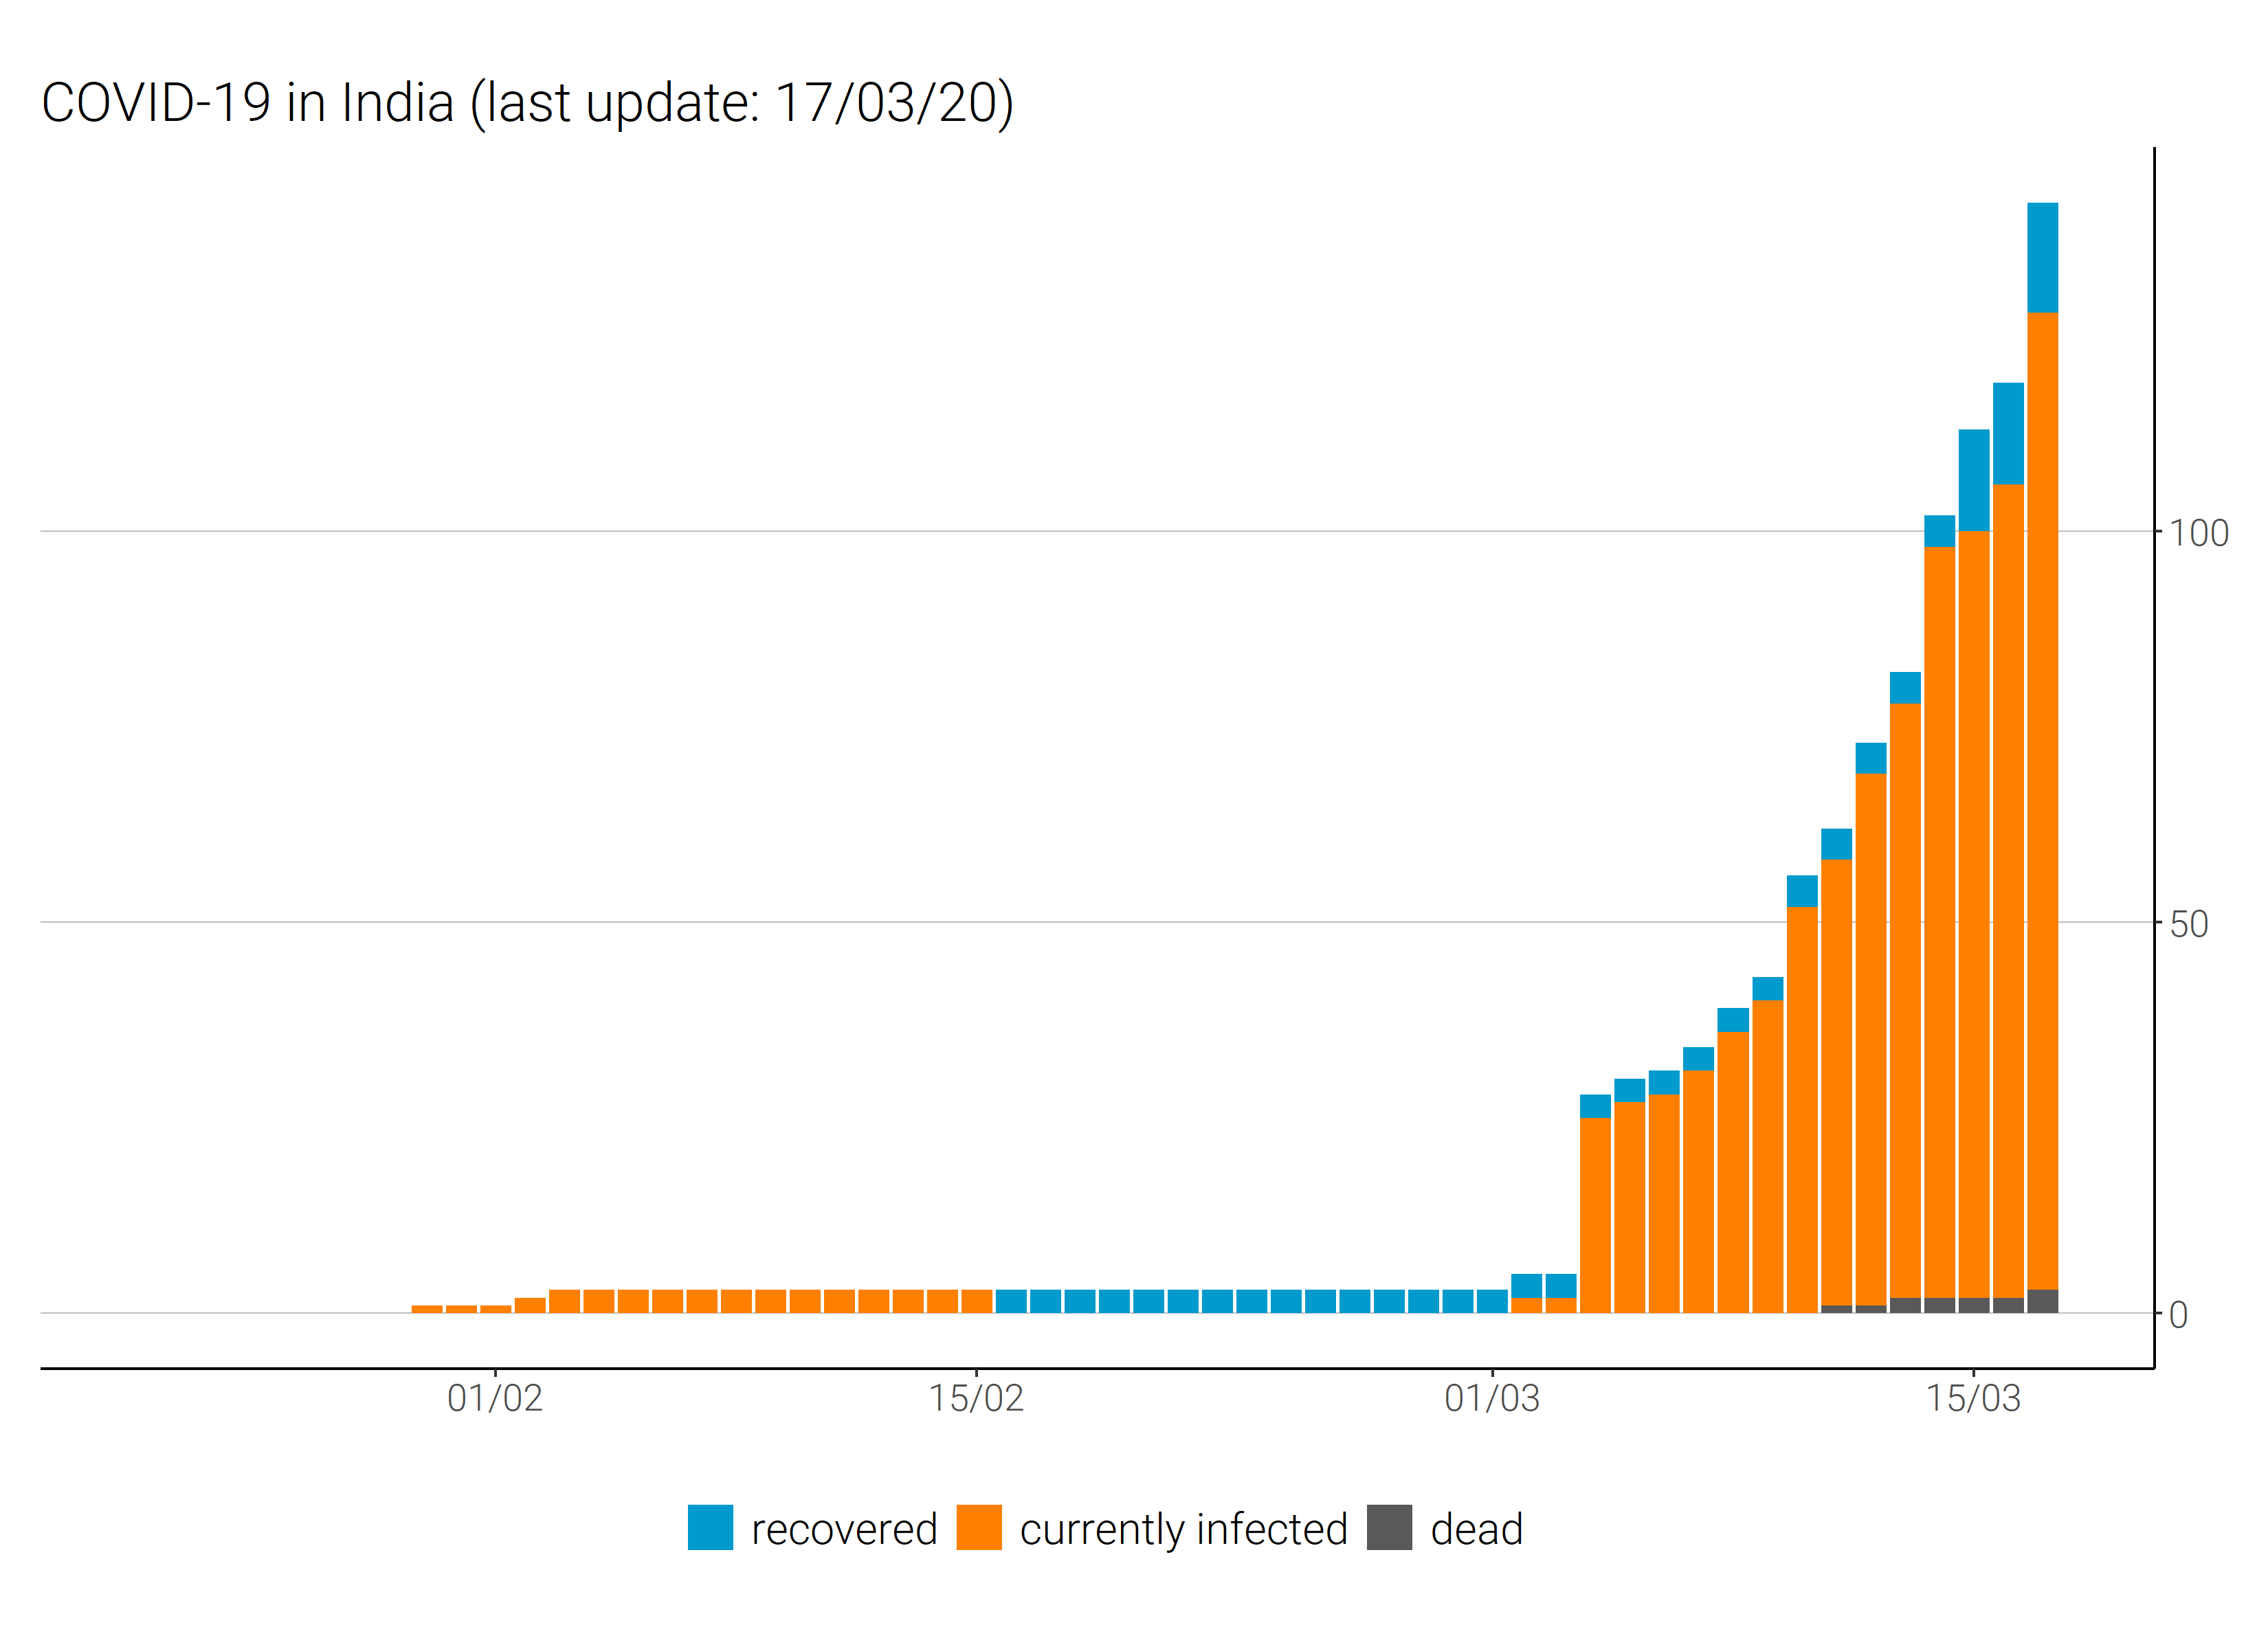 COVID-19 in India (last update: 17/03/20)
100
50
0
01/02 15/02 01/03 15/03
recovered currently infected dead